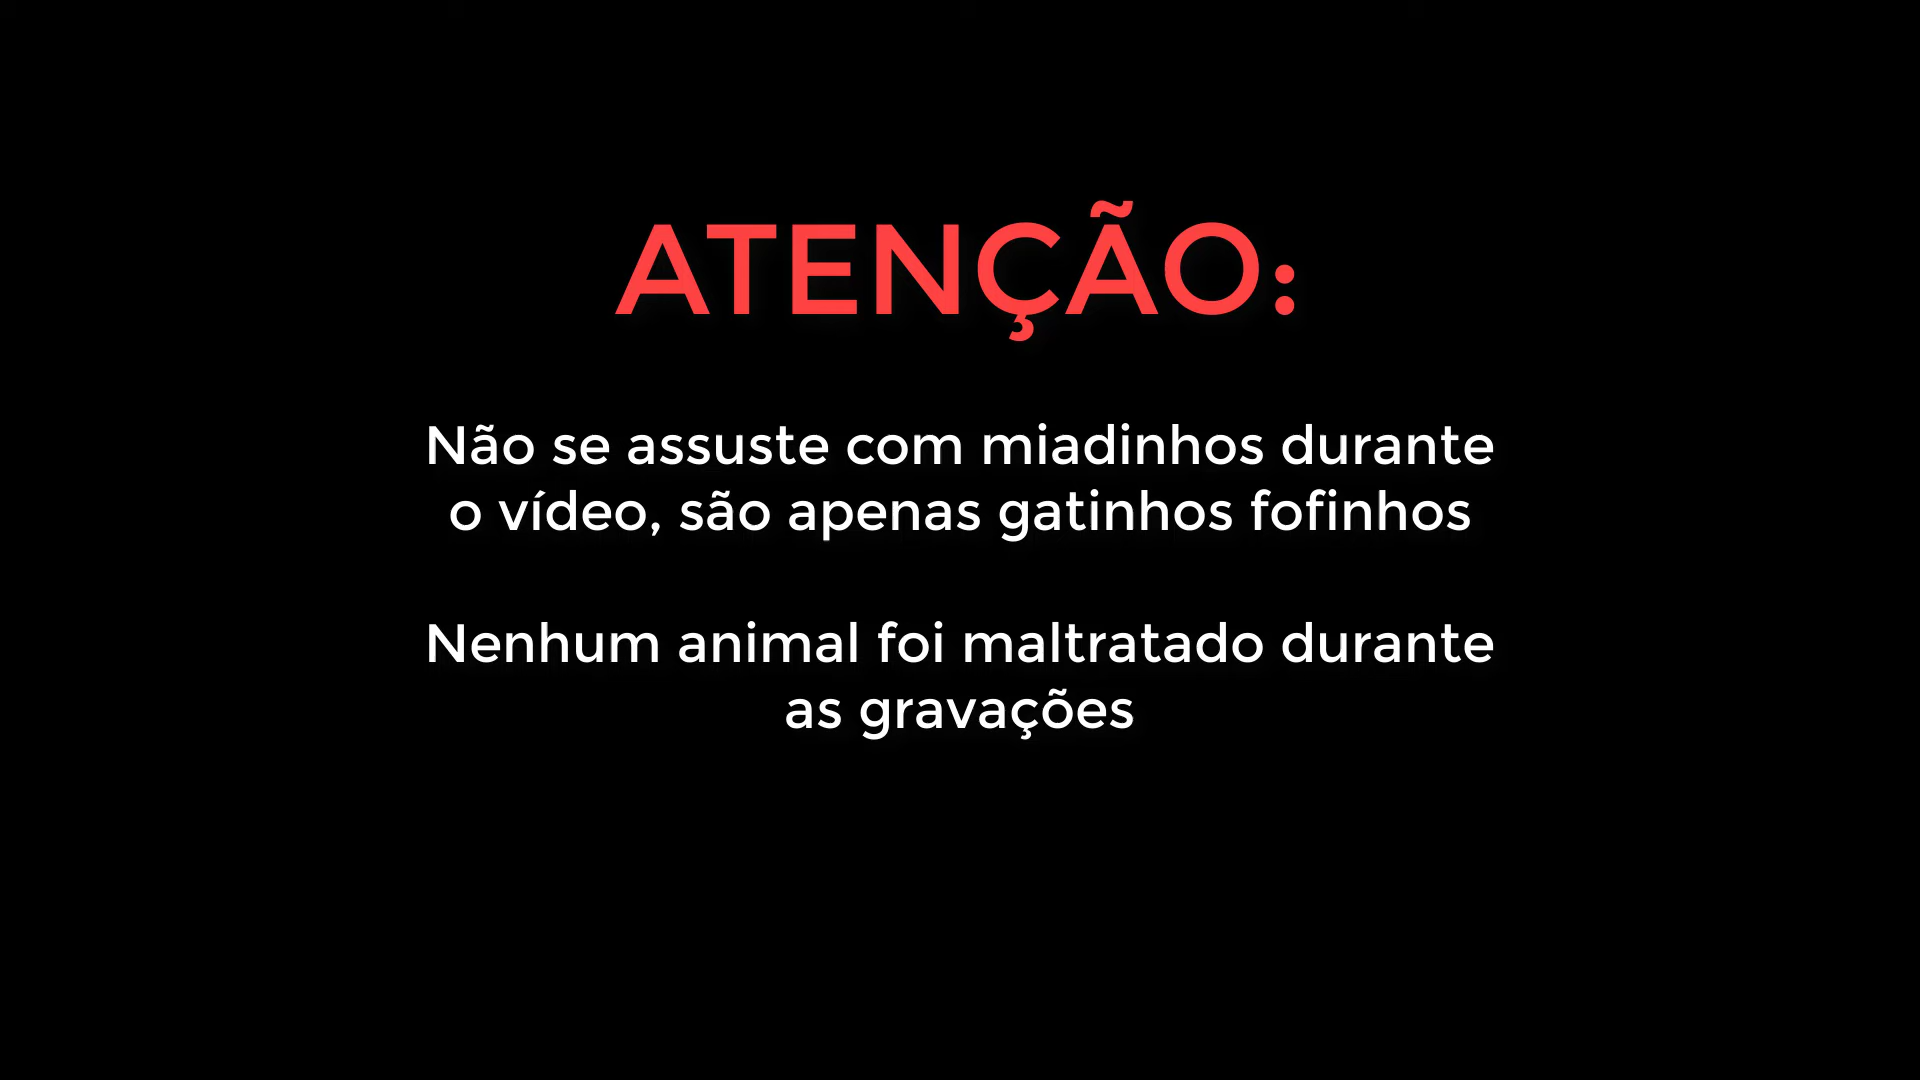 ATENÇÃO:
Não se assuste com miadinhos durante
o vídeo, são apenas gatinhos fofinhos
Nenhum animal foi maltratado durante
as gravações